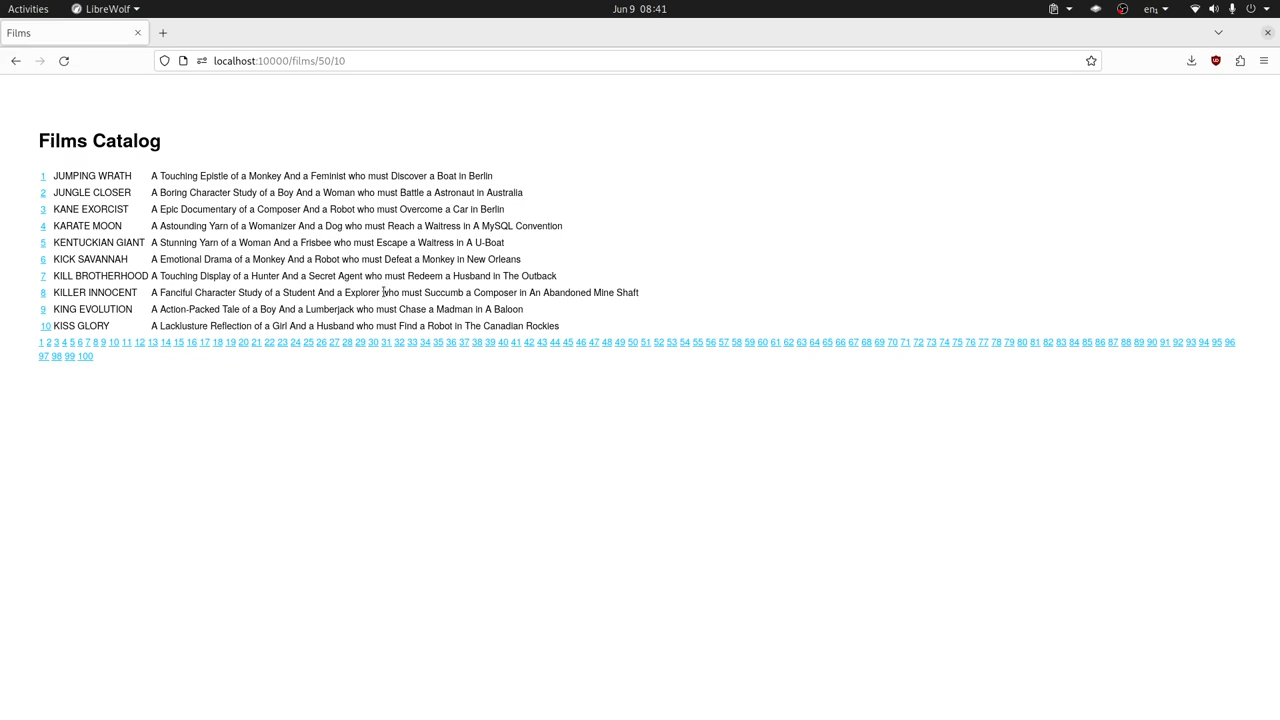 Activities LibreWolf Jun 9 08:41 en₁
Films
localhost:10000/films/50/10
Films Catalog
1 JUMPING WRATH A Touching Epistle of a Monkey And a Feminist who must Discover a Boat in Berlin
2 JUNGLE CLOSER A Boring Character Study of a Boy And a Woman who must Battle a Astronaut in Australia
3 KANE EXORCIST A Epic Documentary of a Composer And a Robot who must Overcome a Car in Berlin
4 KARATE MOON A Astounding Yarn of a Womanizer And a Dog who must Reach a Waitress in A MySQL Convention
5 KENTUCKIAN GIANT A Stunning Yarn of a Woman And a Frisbee who must Escape a Waitress in A U-Boat
6 KICK SAVANNAH A Emotional Drama of a Monkey And a Robot who must Defeat a Monkey in New Orleans
7 KILL BROTHERHOOD A Touching Display of a Hunter And a Secret Agent who must Redeem a Husband in The Outback
8 KILLER INNOCENT A Fanciful Character Study of a Student And a Explorer who must Succumb a Composer in An Abandoned Mine Shaft
9 KING EVOLUTION A Action-Packed Tale of a Boy And a Lumberjack who must Chase a Madman in A Baloon
10 KISS GLORY A Lacklusture Reflection of a Girl And a Husband who must Find a Robot in The Canadian Rockies
1 2 3 4 5 6 7 8 9 10 11 12 13 14 15 16 17 18 19 20 21 22 23 24 25 26 27 28 29 30 31 32 33 34 35 36 37 38 39 40 41 42 43 44 45 46 47 48 49 50 51 52 53 54 55 56 57 58 59 60 61 62 63 64 65 66 67 68 69 70 71 72 73 74 75 76 77 78 79 80 81 82 83 84 85 86 87 88 89 90 91 92 93 94 95 96
97 98 99 100